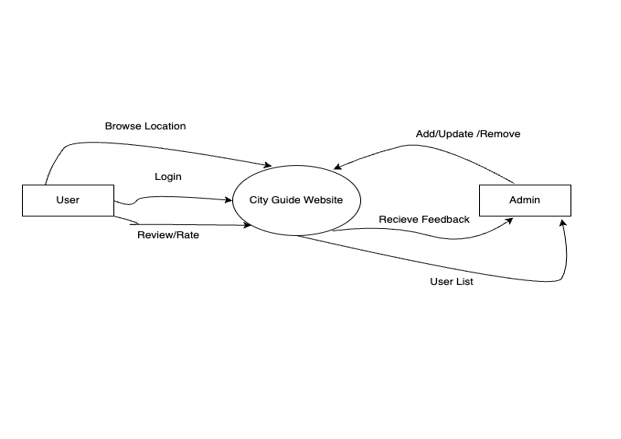 Browse Location
Add/Update /Remove
Login
User
City Guide Website
Admin
Recieve Feedback
Review/Rate
User List